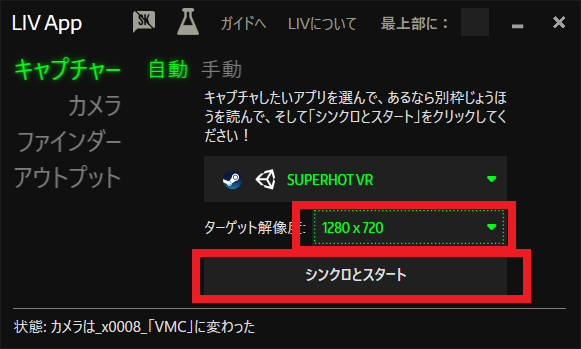 LIV App SK ガイドへ LIVについて 最上部に：
キャプチャー 自動 手動
カメラ
ファインダー
アウトプット
キャプチャしたいアプリを選んで、あるなら別枠じょうほ
うを読んで、そして「シンクロとスタート」をクリックしてく
ださい！
SUPERHOT VR
ターゲット解像度: 1280 x 720
シンクロとスタート
状態: カメラは_x0008_「VMC」に変わった